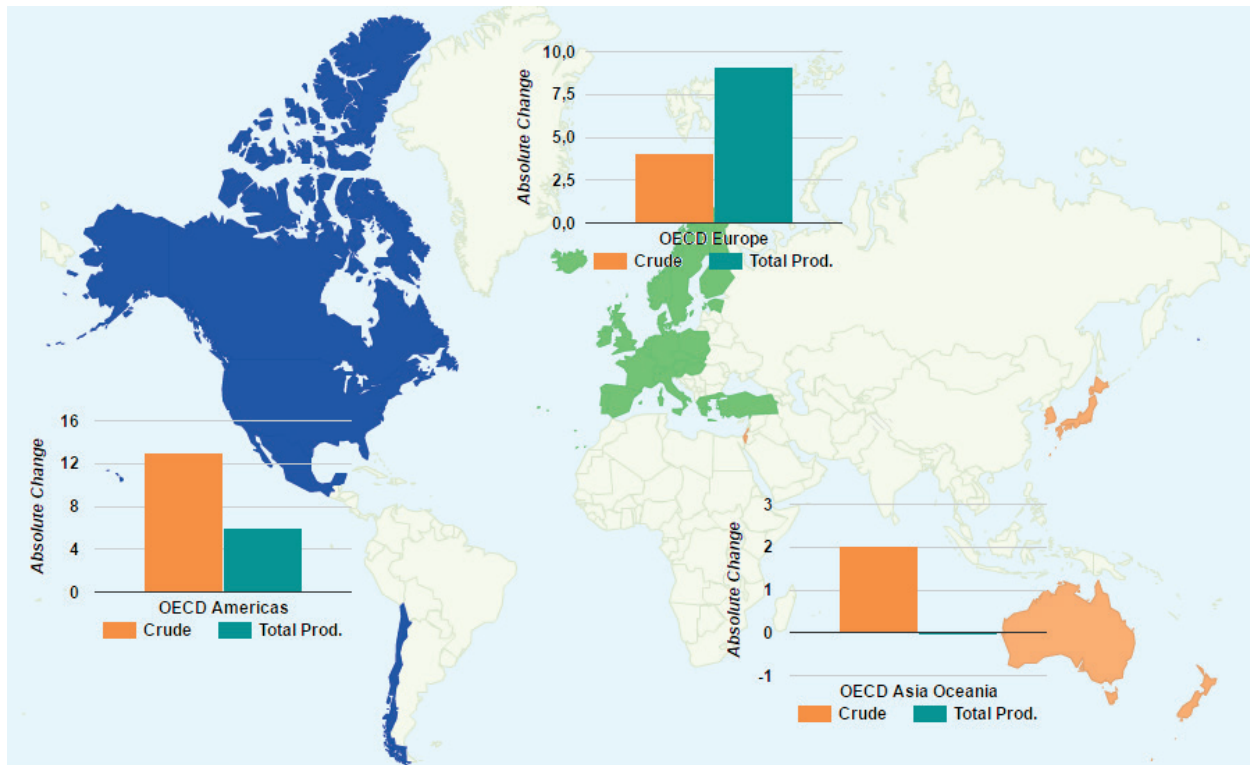 10,0
7,5
5,0
2,5
0,0
Absolute Change
OECD Europe
Crude Total Prod.
16
12
8
4
0
Absolute Change
OECD Americas
Crude Total Prod.
3
2
1
0
-1
Absolute Change
OECD Asia Oceania
Crude Total Prod.